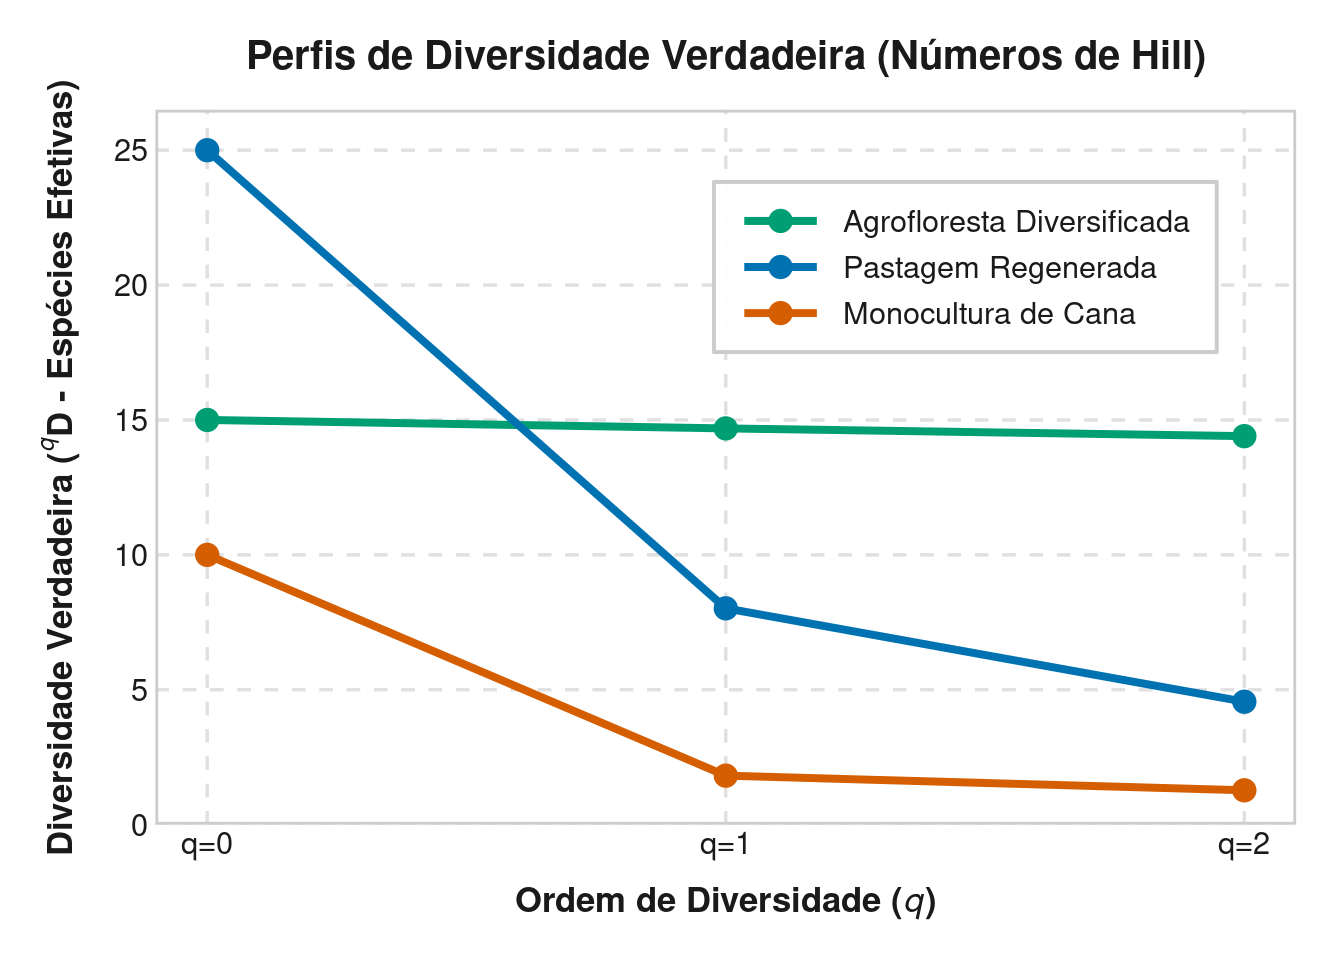 Perfis de Diversidade Verdadeira (Números de Hill)
Diversidade Verdadeira (qD - Espécies Efetivas)
25
20
15
10
5
0
Agrofloresta Diversificada
Pastagem Regenerada
Monocultura de Cana
q=0 q=1 q=2
Ordem de Diversidade (q)